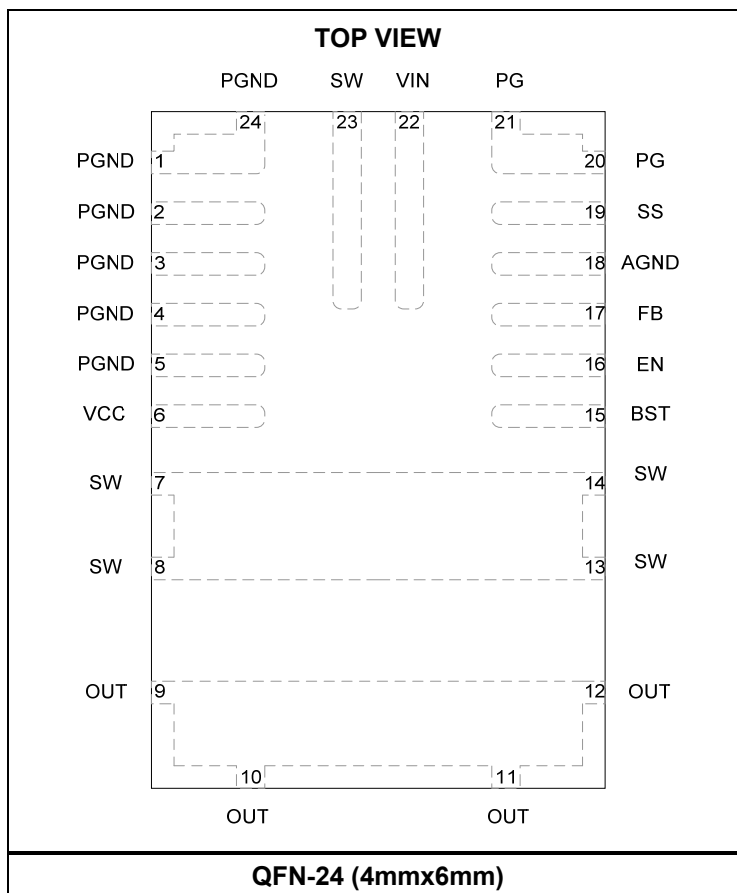 TOP VIEW
PGND SW VIN PG
24 23 22 21
PGND 1 20 PG
PGND 2 19 SS
PGND 3 18 AGND
PGND 4 17 FB
PGND 5 16 EN
VCC 6 15 BST
SW 7 14 SW
SW 8 13 SW
OUT 9 12 OUT
10 11
OUT OUT
QFN-24 (4mmx6mm)